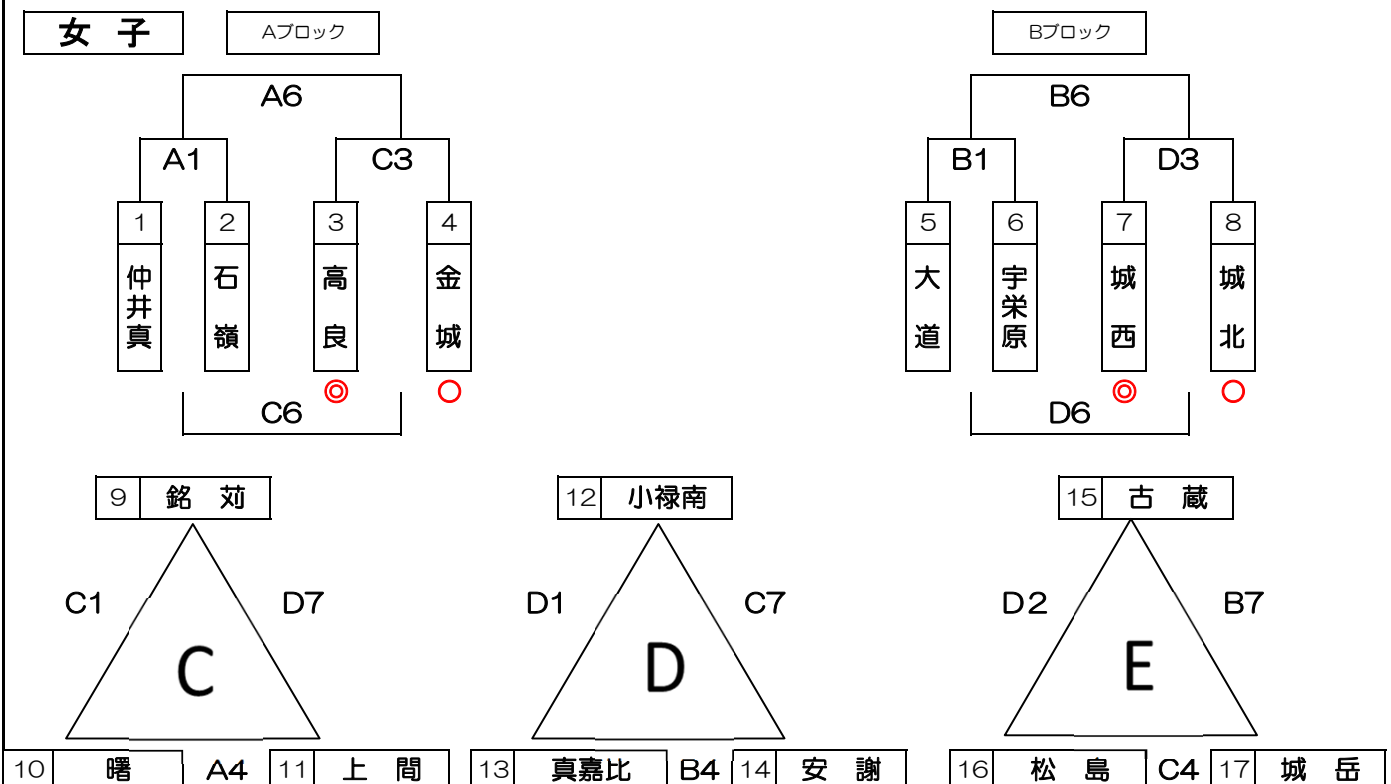 女 子 Aブロック Bブロック
A6 B6
A1 C3 B1 D3
1 2 3 4 5 6 7 8
仲井真 石嶺 高良 金城 大道 宇栄原 城西 城北
◎ ○ ◎ ○
C6 D6
9 銘 苅 12 小禄南 15 古 蔵
C1 D7 D1 C7 D2 B7
C D E
10 曙 A4 11 上 間 13 真嘉比 B4 14 安 謝 16 松 島 C4 17 城 岳